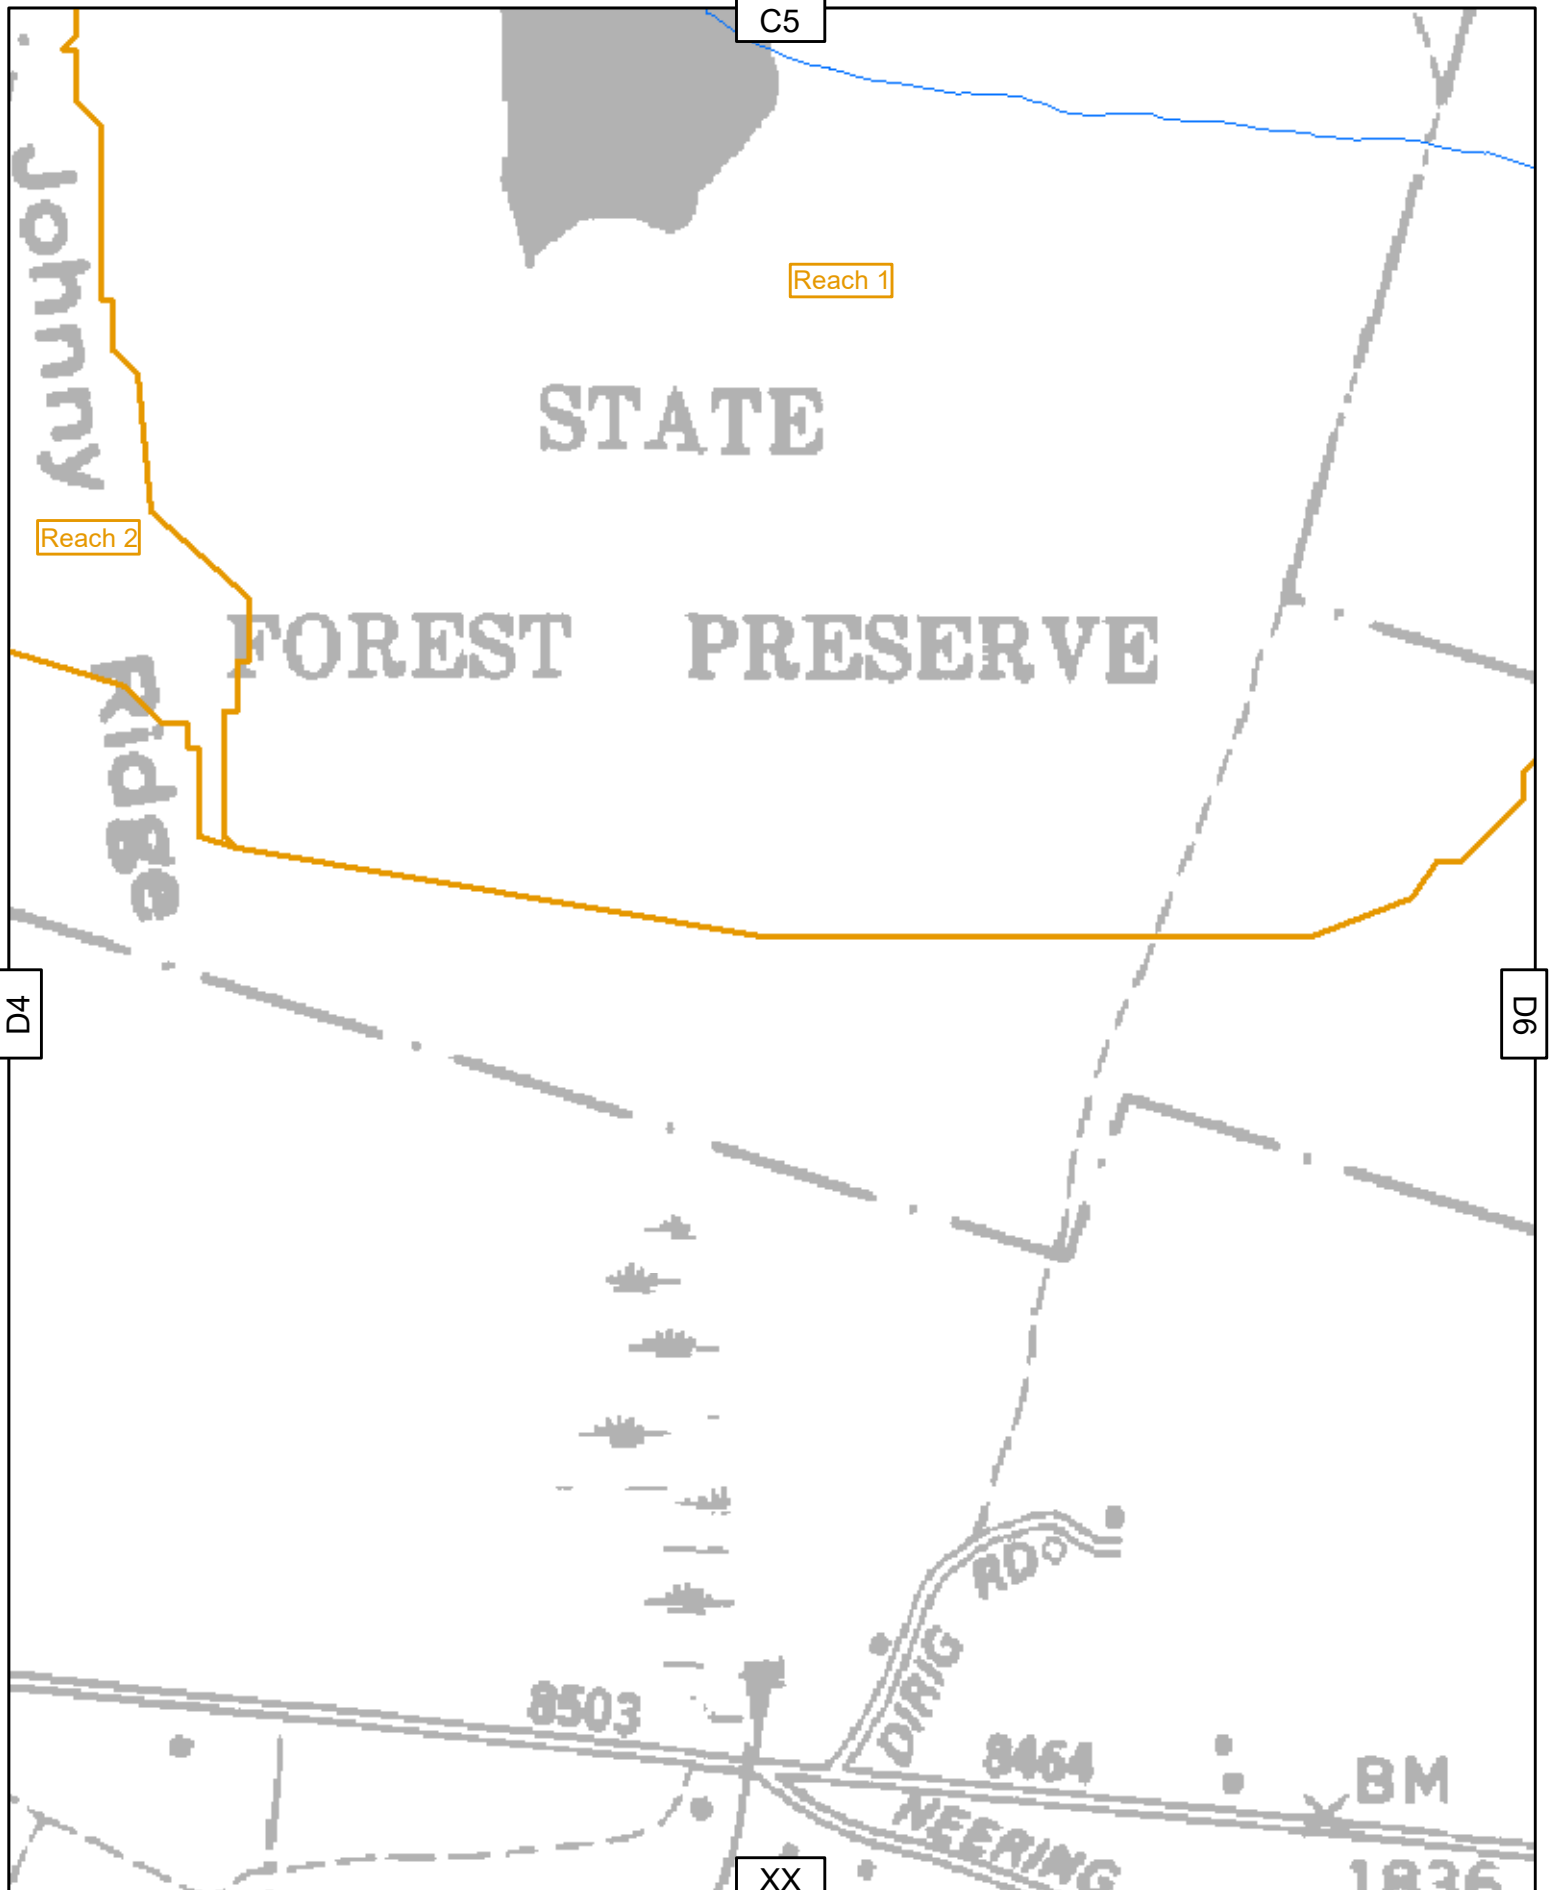 C5
Johnny
Reach 1
STATE
Reach 2
FOREST PRESERVE
Ridge
D4
D6
RD
DIRIG
8503
8464
BM
NEERING
XX
1836